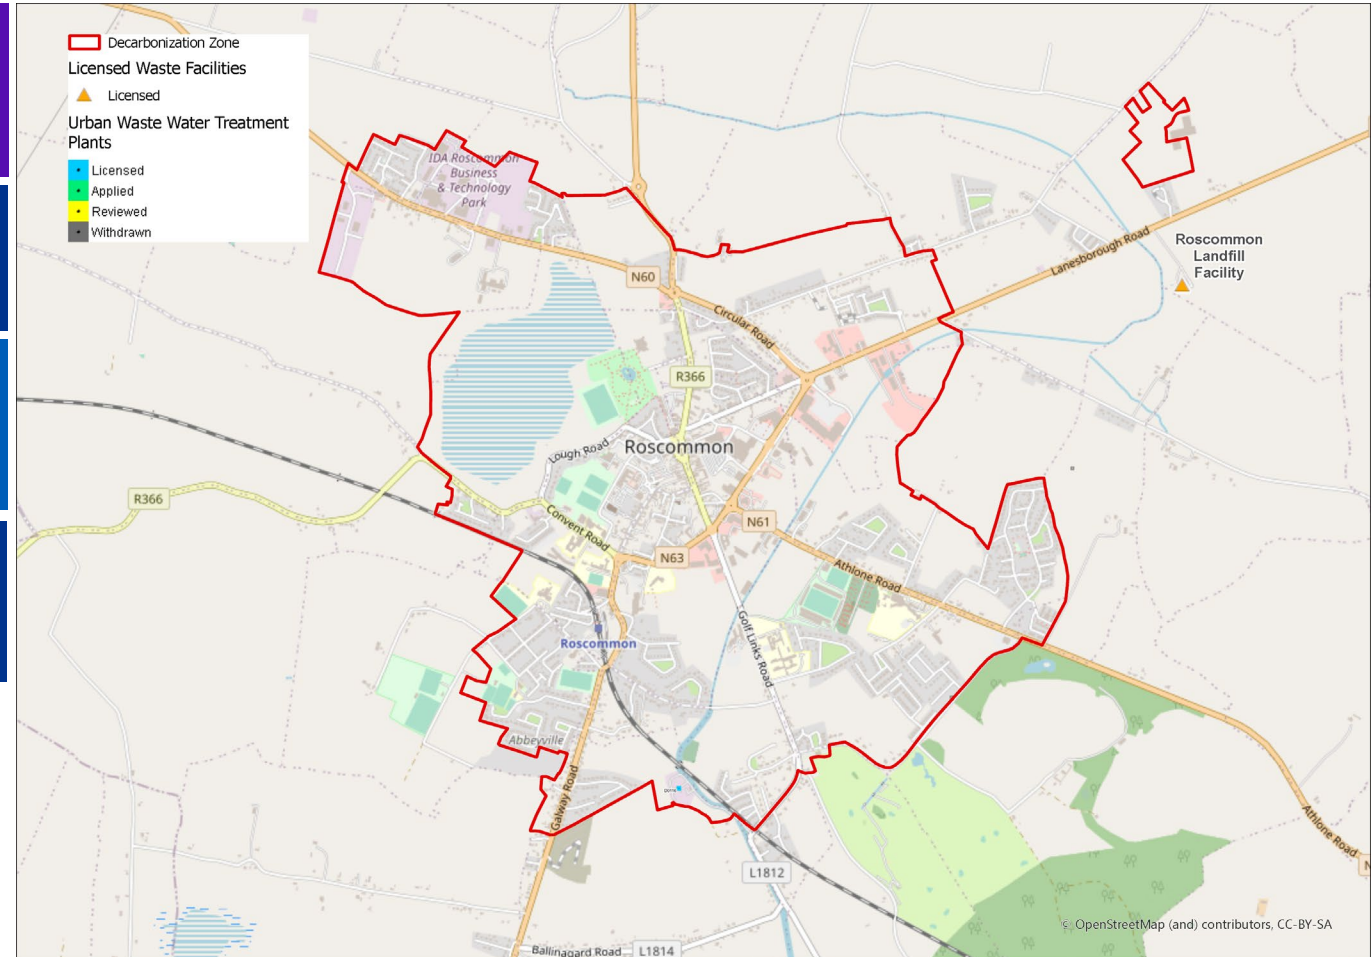 Decarbonization Zone
Licensed Waste Facilities
Licensed
Urban Waste Water Treatment
Plants
Licensed
Applied
Reviewed
Withdrawn
IDA Roscommon
Business
& Technology
Park
Lanesborough Road
Roscommon
Landfill
Facility
N60
Circular Road
R366
Roscommon
Lough Road
R366
N61
Convent Road
N63
Athlone Road
Golf Links Road
Roscommon
Abbeyville
Galway Road
Athlone Road
L1812
© OpenStreetMap (and) contributors, CC-BY-SA
Ballinagard Road
L1814